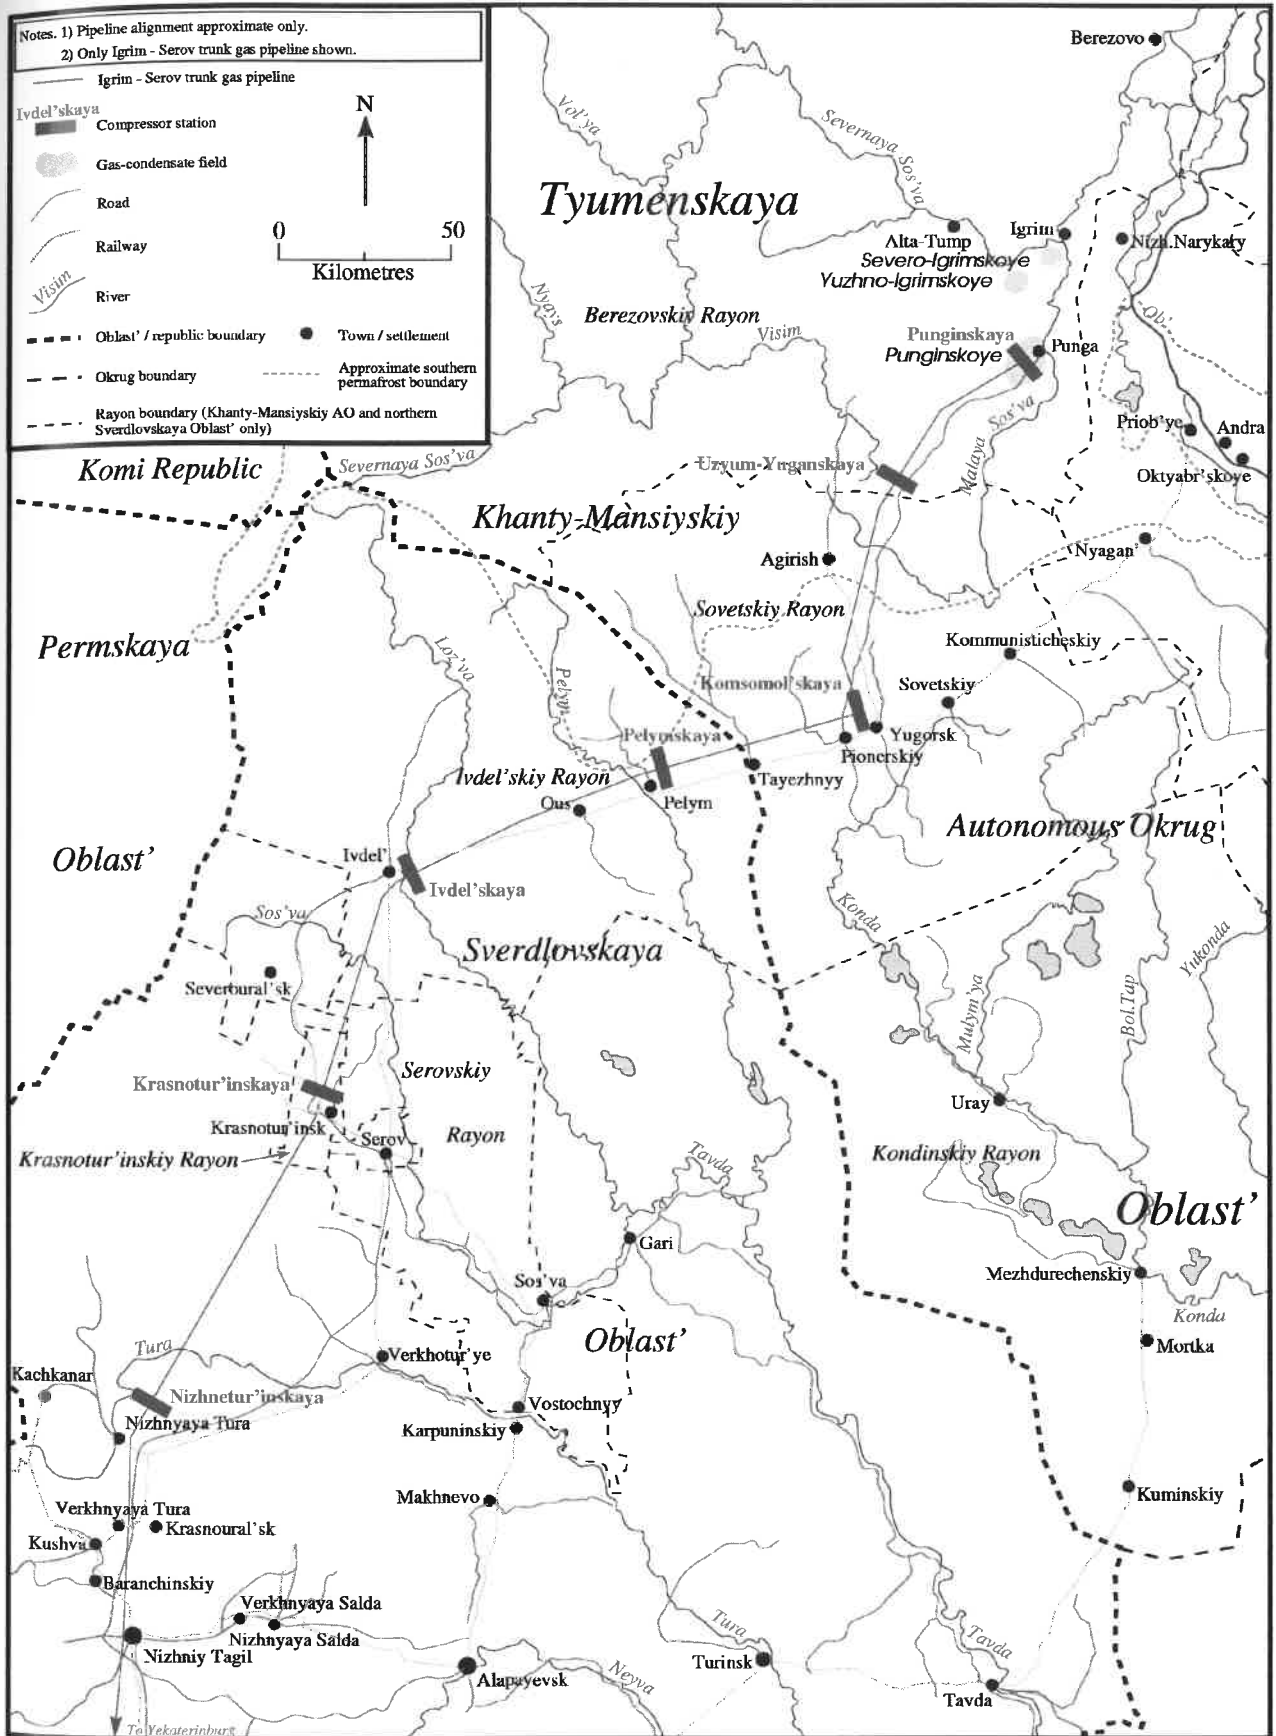 Notes. 1) Pipeline alignment approximate only.
2) Only Igrim - Serov trunk gas pipeline shown.
Igrim - Serov trunk gas pipeline
Ivdel'skaya
Compressor station
Gas-condensate field
Road
Railway
Visim
River
Oblast' / republic boundary
Town / settlement
Okrug boundary
Approximate southern
permafrost boundary
Rayon boundary (Khanty-Mansiyskiy AO and northern
Sverdlovskaya Oblast' only)
N
0
50
Kilometres
Berezovo
Vol'ya
Severnaya Sos'va
Tyumenskaya
Alta-Tump
Igrim
Nizh.Narykary
Severo-Igrimskoye
Yuzhno-Igrimskoye
Nyays
Berezovskiy Rayon
Visim
Ob'
Punginskaya
Punginskoye
Punga
Malaya Sos'va
Priob'ye
Andra
Oktyabr'skoye
Komi Republic
Severnaya Sos'va
Uzyum-Yuganskaya
Khanty-Mansiyskiy
Agirish
Nyagan'
Sovetskiy Rayon
Permskaya
Loz'va
Pelym
Kommunisticheskiy
Komsomol'skaya
Sovetskiy
Pelymskaya
Yugorsk
Pionerskiy
Ivdel'skiy Rayon
Tayezhnyy
Ous
Pelym
Autonomous Okrug
Oblast'
Ivdel'
Ivdel'skaya
Sos'va
Konda
Sverdlovskaya
Yukonda
Severoural'sk
Mulym'ya
Bol.Tap
Serovskiy
Krasnotur'inskaya
Uray
Krasnotur'insk
Serov
Rayon
Krasnotur'inskiy Rayon
Tavda
Kondinskiy Rayon
Oblast'
Gari
Mezhdurechenskiy
Sos'va
Konda
Oblast'
Mortka
Tura
Verkhotur'ye
Kachkanar
Nizhnetur'inskaya
Vostochnyy
Nizhnyaya Tura
Karpuninskiy
Makhnevo
Kuminskiy
Verkhnyaya Tura
Krasnoural'sk
Kushva
Baranchinskiy
Verkhnyaya Salda
Nizhnyaya Salda
Tura
Tavda
Nizhniy Tagil
Turinsk
Alapayevsk
Neyva
Tavda
To Yekaterinburg